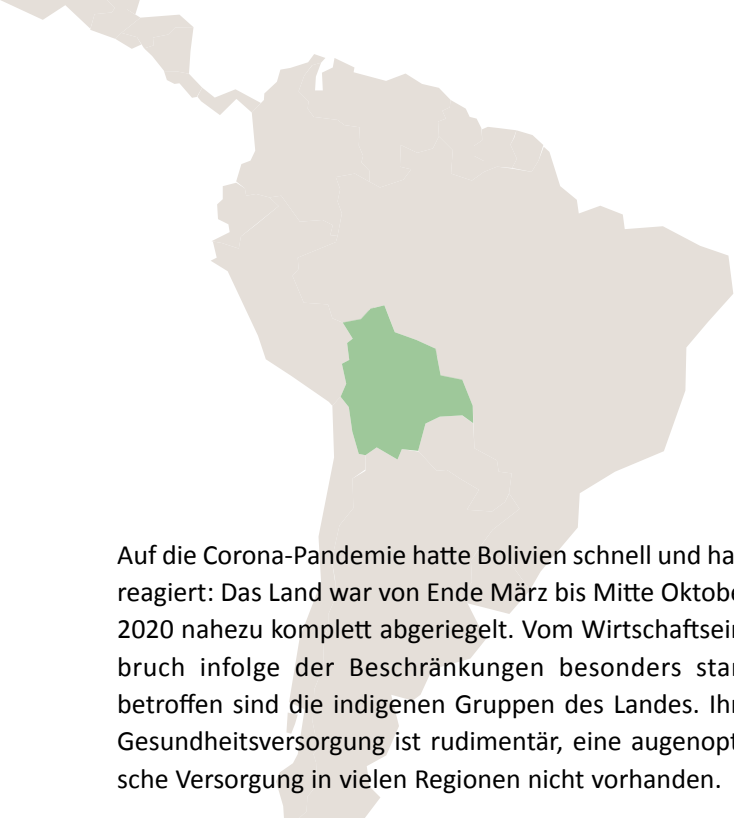 Auf die Corona-Pandemie hatte Bolivien schnell und ha
reagiert: Das Land war von Ende März bis Mitte Oktobe
2020 nahezu komplett abgeriegelt. Vom Wirtschaftsein
bruch infolge der Beschränkungen besonders star
betroffen sind die indigenen Gruppen des Landes. Ihr
Gesundheitsversorgung ist rudimentär, eine augenopt
sche Versorgung in vielen Regionen nicht vorhanden.